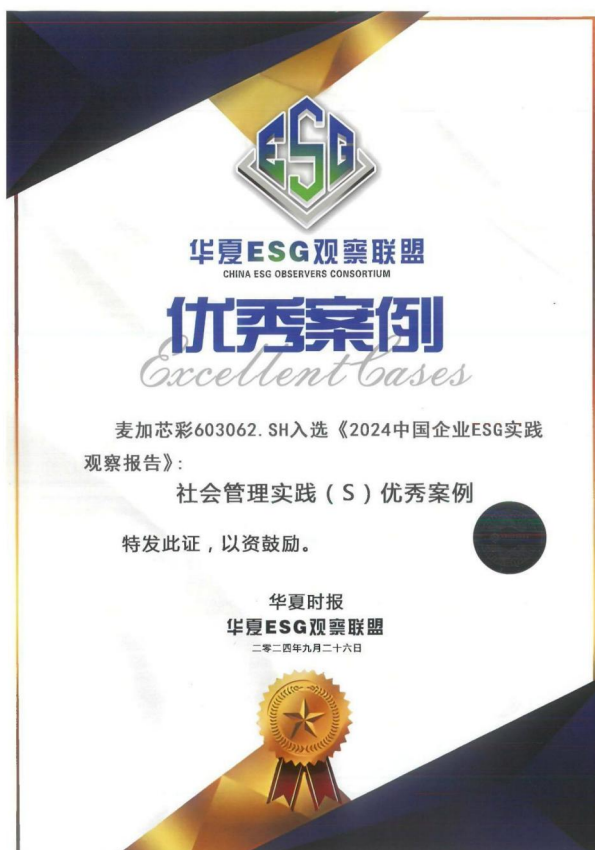 ESG
华夏ESG观察联盟
CHINA ESG OBSERVERS CONSORTIUM
优秀案例
Excellent Cases
麦加芯彩603062.SH入选《2024中国企业ESG实践
观察报告》:
社会管理实践(S)优秀案例
特发此证,以资鼓励。
华夏时报
华夏ESG观察联盟
二零二四年九月二十六日